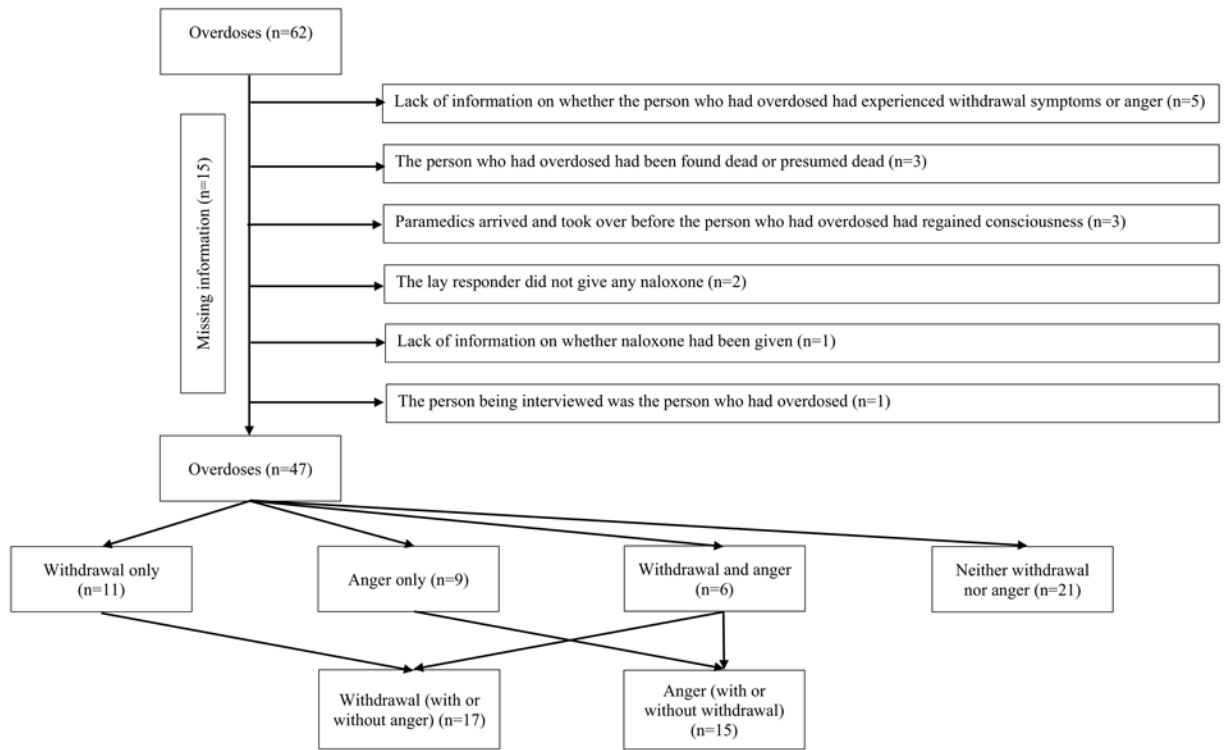 Overdoses (n=62)
Lack of information on whether the person who had overdosed had experienced withdrawal symptoms or anger (n=5)
The person who had overdosed had been found dead or presumed dead (n=3)
Missing information (n=15)
Paramedics arrived and took over before the person who had overdosed had regained consciousness (n=3)
The lay responder did not give any naloxone (n=2)
Lack of information on whether naloxone had been given (n=1)
The person being interviewed was the person who had overdosed (n=1)
Overdoses (n=47)
Withdrawal only
(n=11)
Anger only (n=9)
Withdrawal and anger
(n=6)
Neither withdrawal
nor anger (n=21)
Withdrawal (with or
without anger) (n=17)
Anger (with or
without withdrawal)
(n=15)